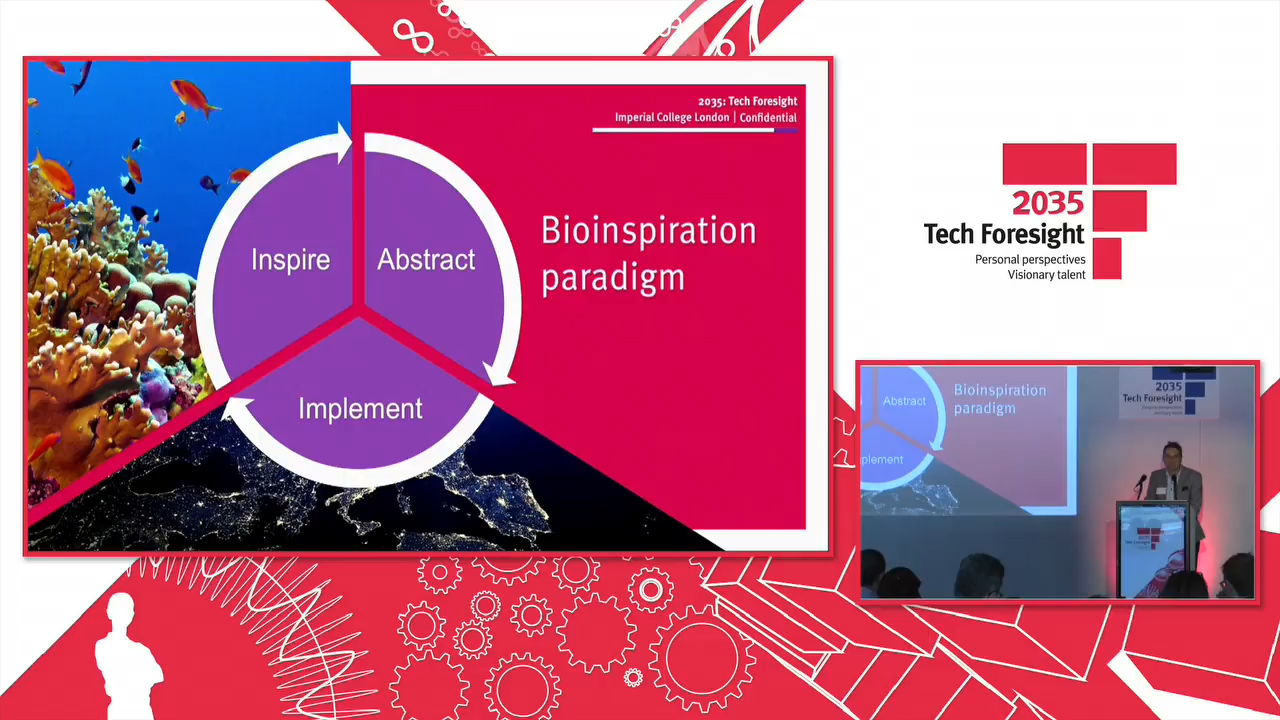 2035: Tech Foresight
Imperial College London | Confidential
Inspire
Abstract
Implement
Bioinspiration
paradigm
2035
Tech Foresight
Personal perspectives
Visionary talent
Abstract
plement
Bioinspiration
paradigm
2035
Tech Foresight